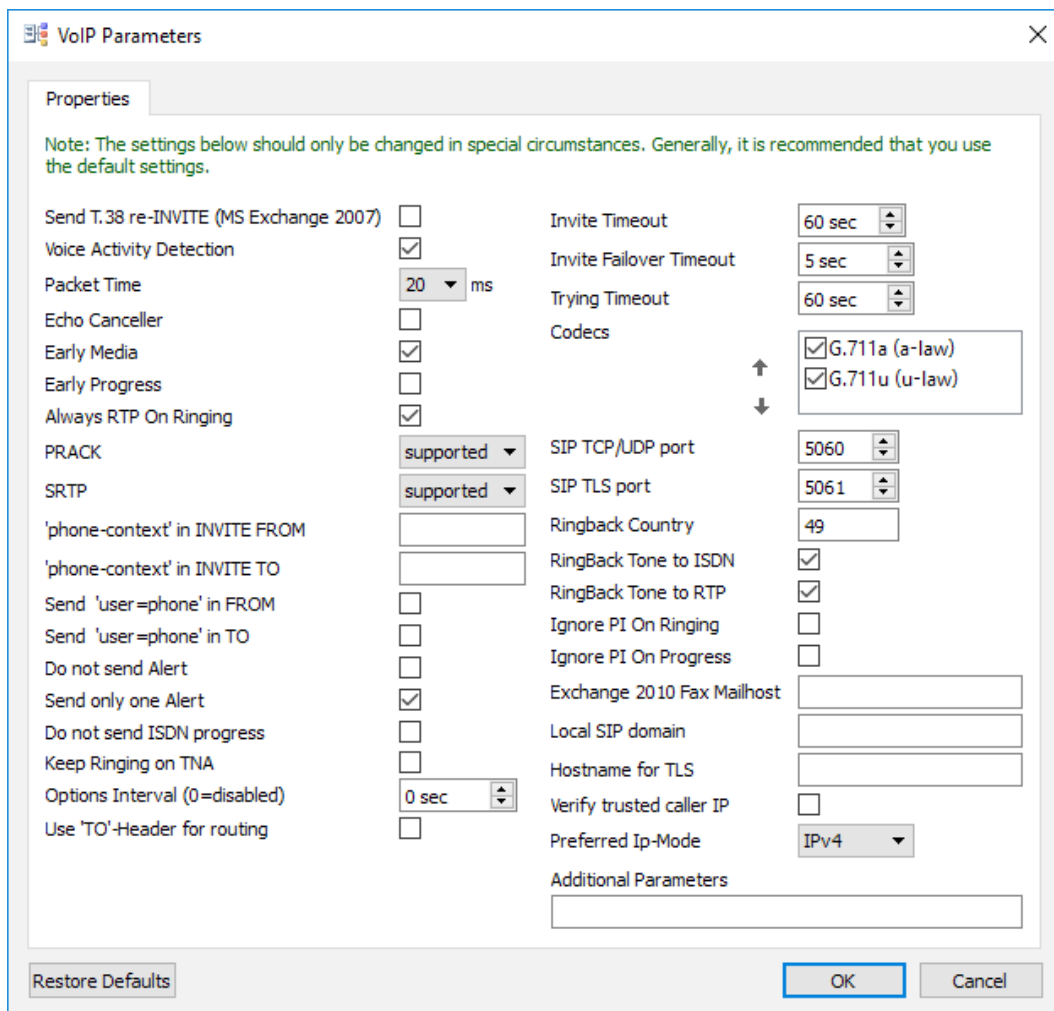 VoIP Parameters
Properties
Note: The settings below should only be changed in special circumstances. Generally, it is recommended that you use
the default settings.
Send T.38 re-INVITE (MS Exchange 2007)
Voice Activity Detection
Packet Time 20 ms
Echo Canceller
Early Media
Early Progress
Always RTP On Ringing
PRACK supported
SRTP supported
'phone-context' in INVITE FROM
'phone-context' in INVITE TO
Send 'user=phone' in FROM
Send 'user=phone' in TO
Do not send Alert
Send only one Alert
Do not send ISDN progress
Keep Ringing on TNA
Options Interval (0=disabled) 0 sec
Use 'TO'-Header for routing
Invite Timeout 60 sec
Invite Failover Timeout 5 sec
Trying Timeout 60 sec
Codecs
G.711a (a-law)
G.711u (u-law)
SIP TCP/UDP port 5060
SIP TLS port 5061
Ringback Country 49
RingBack Tone to ISDN
RingBack Tone to RTP
Ignore PI On Ringing
Ignore PI On Progress
Exchange 2010 Fax Mailhost
Local SIP domain
Hostname for TLS
Verify trusted caller IP
Preferred Ip-Mode IPv4
Additional Parameters
Restore Defaults OK Cancel